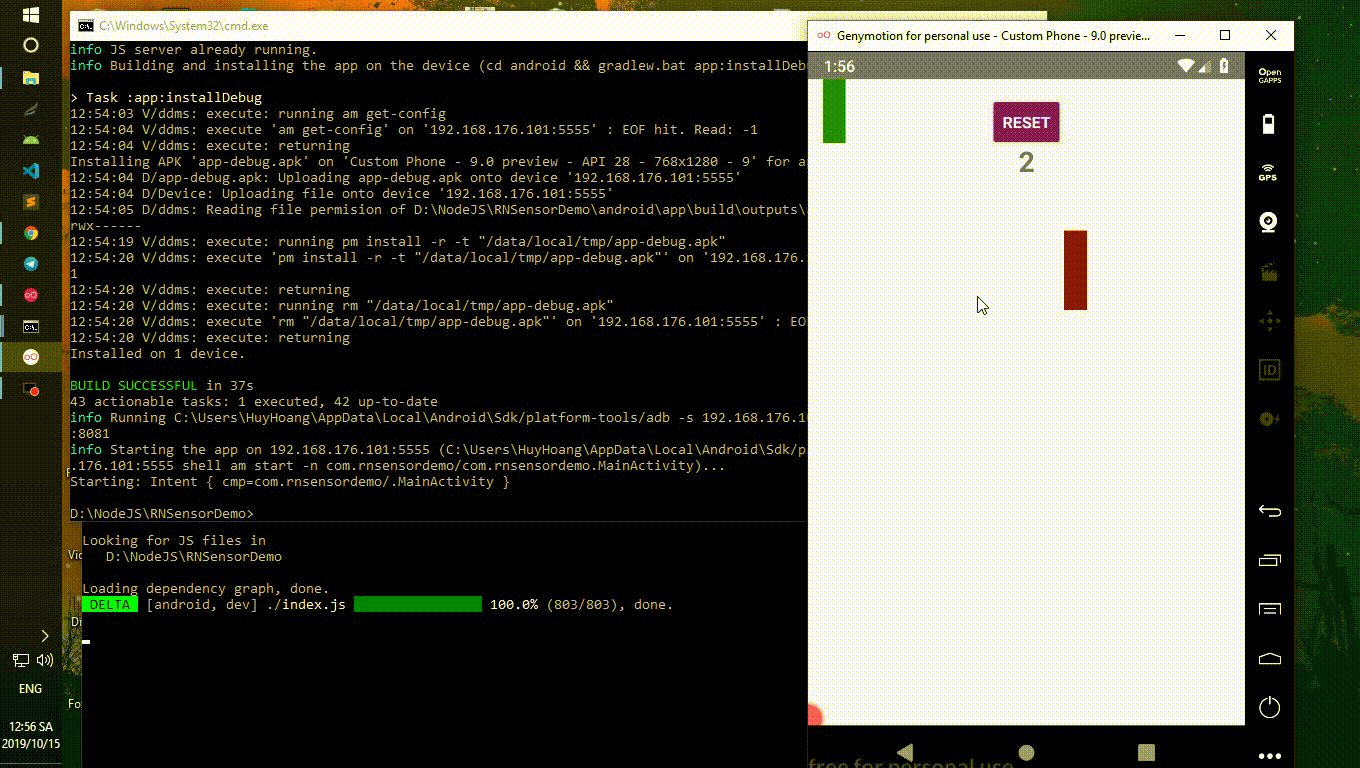 C:\Windows\System32\cmd.exe
info JS server already running.
info Building and installing the app on the device (cd android && gradlew.bat app:installDeb
> Task :app:installDebug
12:54:03 V/ddms: execute: running am get-config
12:54:04 V/ddms: execute 'am get-config' on '192.168.176.101:5555' : EOF hit. Read: -1
12:54:04 V/ddms: execute: returning
Installing APK 'app-debug.apk' on 'Custom Phone - 9.0 preview - API 28 - 768x1280 - 9' for a
12:54:04 D/app-debug.apk: Uploading app-debug.apk onto device '192.168.176.101:5555'
12:54:04 D/Device: Uploading file onto device '192.168.176.101:5555'
12:54:05 D/ddms: Reading file permision of D:\NodeJS\RNSensorDemo\android\app\build\outputs\
rwx------
12:54:19 V/ddms: execute: running pm install -r -t "/data/local/tmp/app-debug.apk"
12:54:20 V/ddms: execute 'pm install -r -t "/data/local/tmp/app-debug.apk"' on '192.168.176.
1
12:54:20 V/ddms: execute: returning
12:54:20 V/ddms: execute: running rm "/data/local/tmp/app-debug.apk"
12:54:20 V/ddms: execute 'rm "/data/local/tmp/app-debug.apk"' on '192.168.176.101:5555' : EO
12:54:20 V/ddms: execute: returning
Installed on 1 device.
BUILD SUCCESSFUL in 37s
43 actionable tasks: 1 executed, 42 up-to-date
info Running C:\Users\HuyHoang\AppData\Local\Android\Sdk/platform-tools/adb -s 192.168.176.1
:8081
info Starting the app on 192.168.176.101:5555 (C:\Users\HuyHoang\AppData\Local\Android\Sdk/p
.176.101:5555 shell am start -n com.rnsensordemo/com.rnsensordemo.MainActivity)...
Starting: Intent { cmp=com.rnsensordemo/.MainActivity }
D:\NodeJS\RNSensorDemo>
Looking for JS files in
D:\NodeJS\RNSensorDemo
Loading dependency graph, done.
DELTA [android, dev] ./index.js 100.0% (803/803), done.
Genymotion for personal use - Custom Phone - 9.0 previe...
1:56
RESET
2
free for personal use
Open
GAPPS
GPS
ID
ENG
12:56 SA
2019/10/15